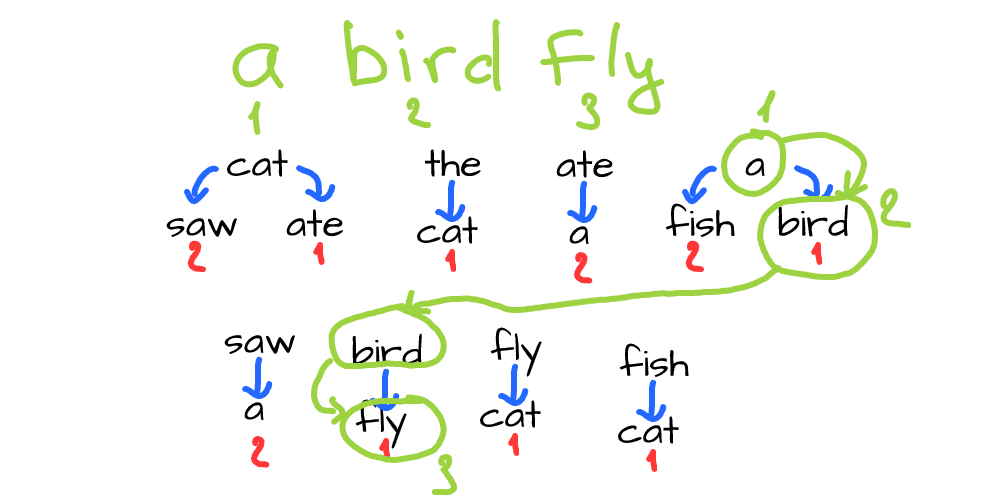 a bird fly
1 2 3 1
cat the ate a
saw ate cat a fish bird 2
2 1 1 2 2 1
saw bird fly fish
a fly cat cat
2 1 1 1
3